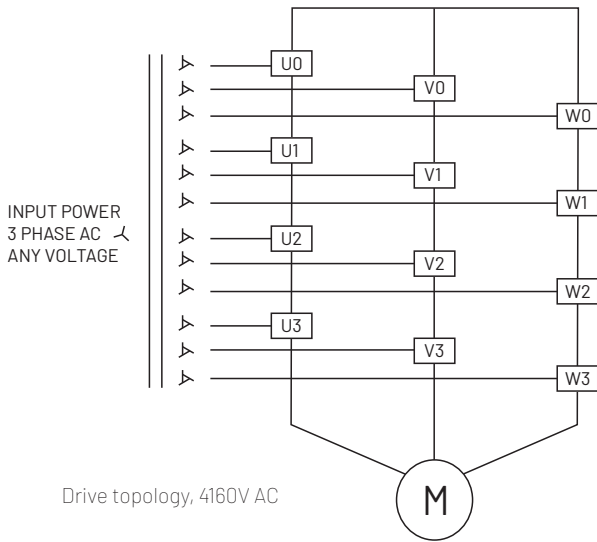 U0
V0
W0
U1
V1
W1
INPUT POWER
3 PHASE AC
ANY VOLTAGE
U2
V2
W2
U3
V3
W3
Drive topology, 4160V AC
M